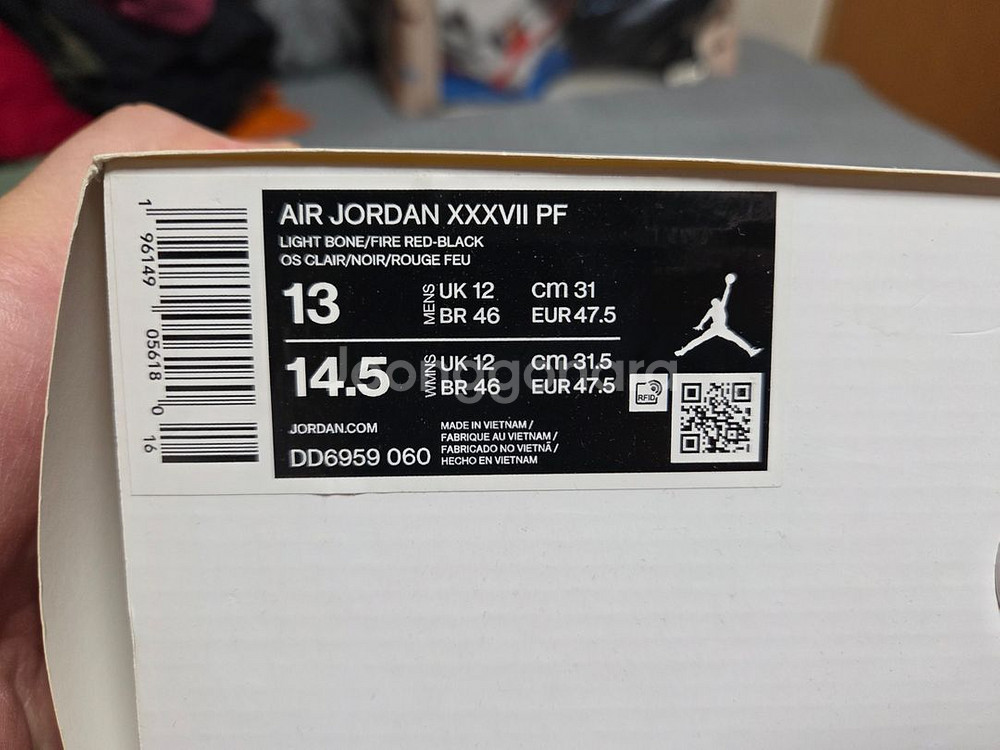 AIR JORDAN XXXVII PF
LIGHT BONE/FIRE RED-BLACK
OS CLAIR/NOIR/ROUGE FEU
13 MENS UK 12 cm 31
BR 46 EUR 47.5
14.5 WMNS UK 12 cm 31.5
BR 46 EUR 47.5
Joonggonara
RFID
JORDAN.COM
DD6959 060
MADE IN VIETNAM /
FABRIQUE AU VIETNAM /
FABRICADO NO VIETNÃ /
HECHO EN VIETNAM
1 96149 05618 0 16